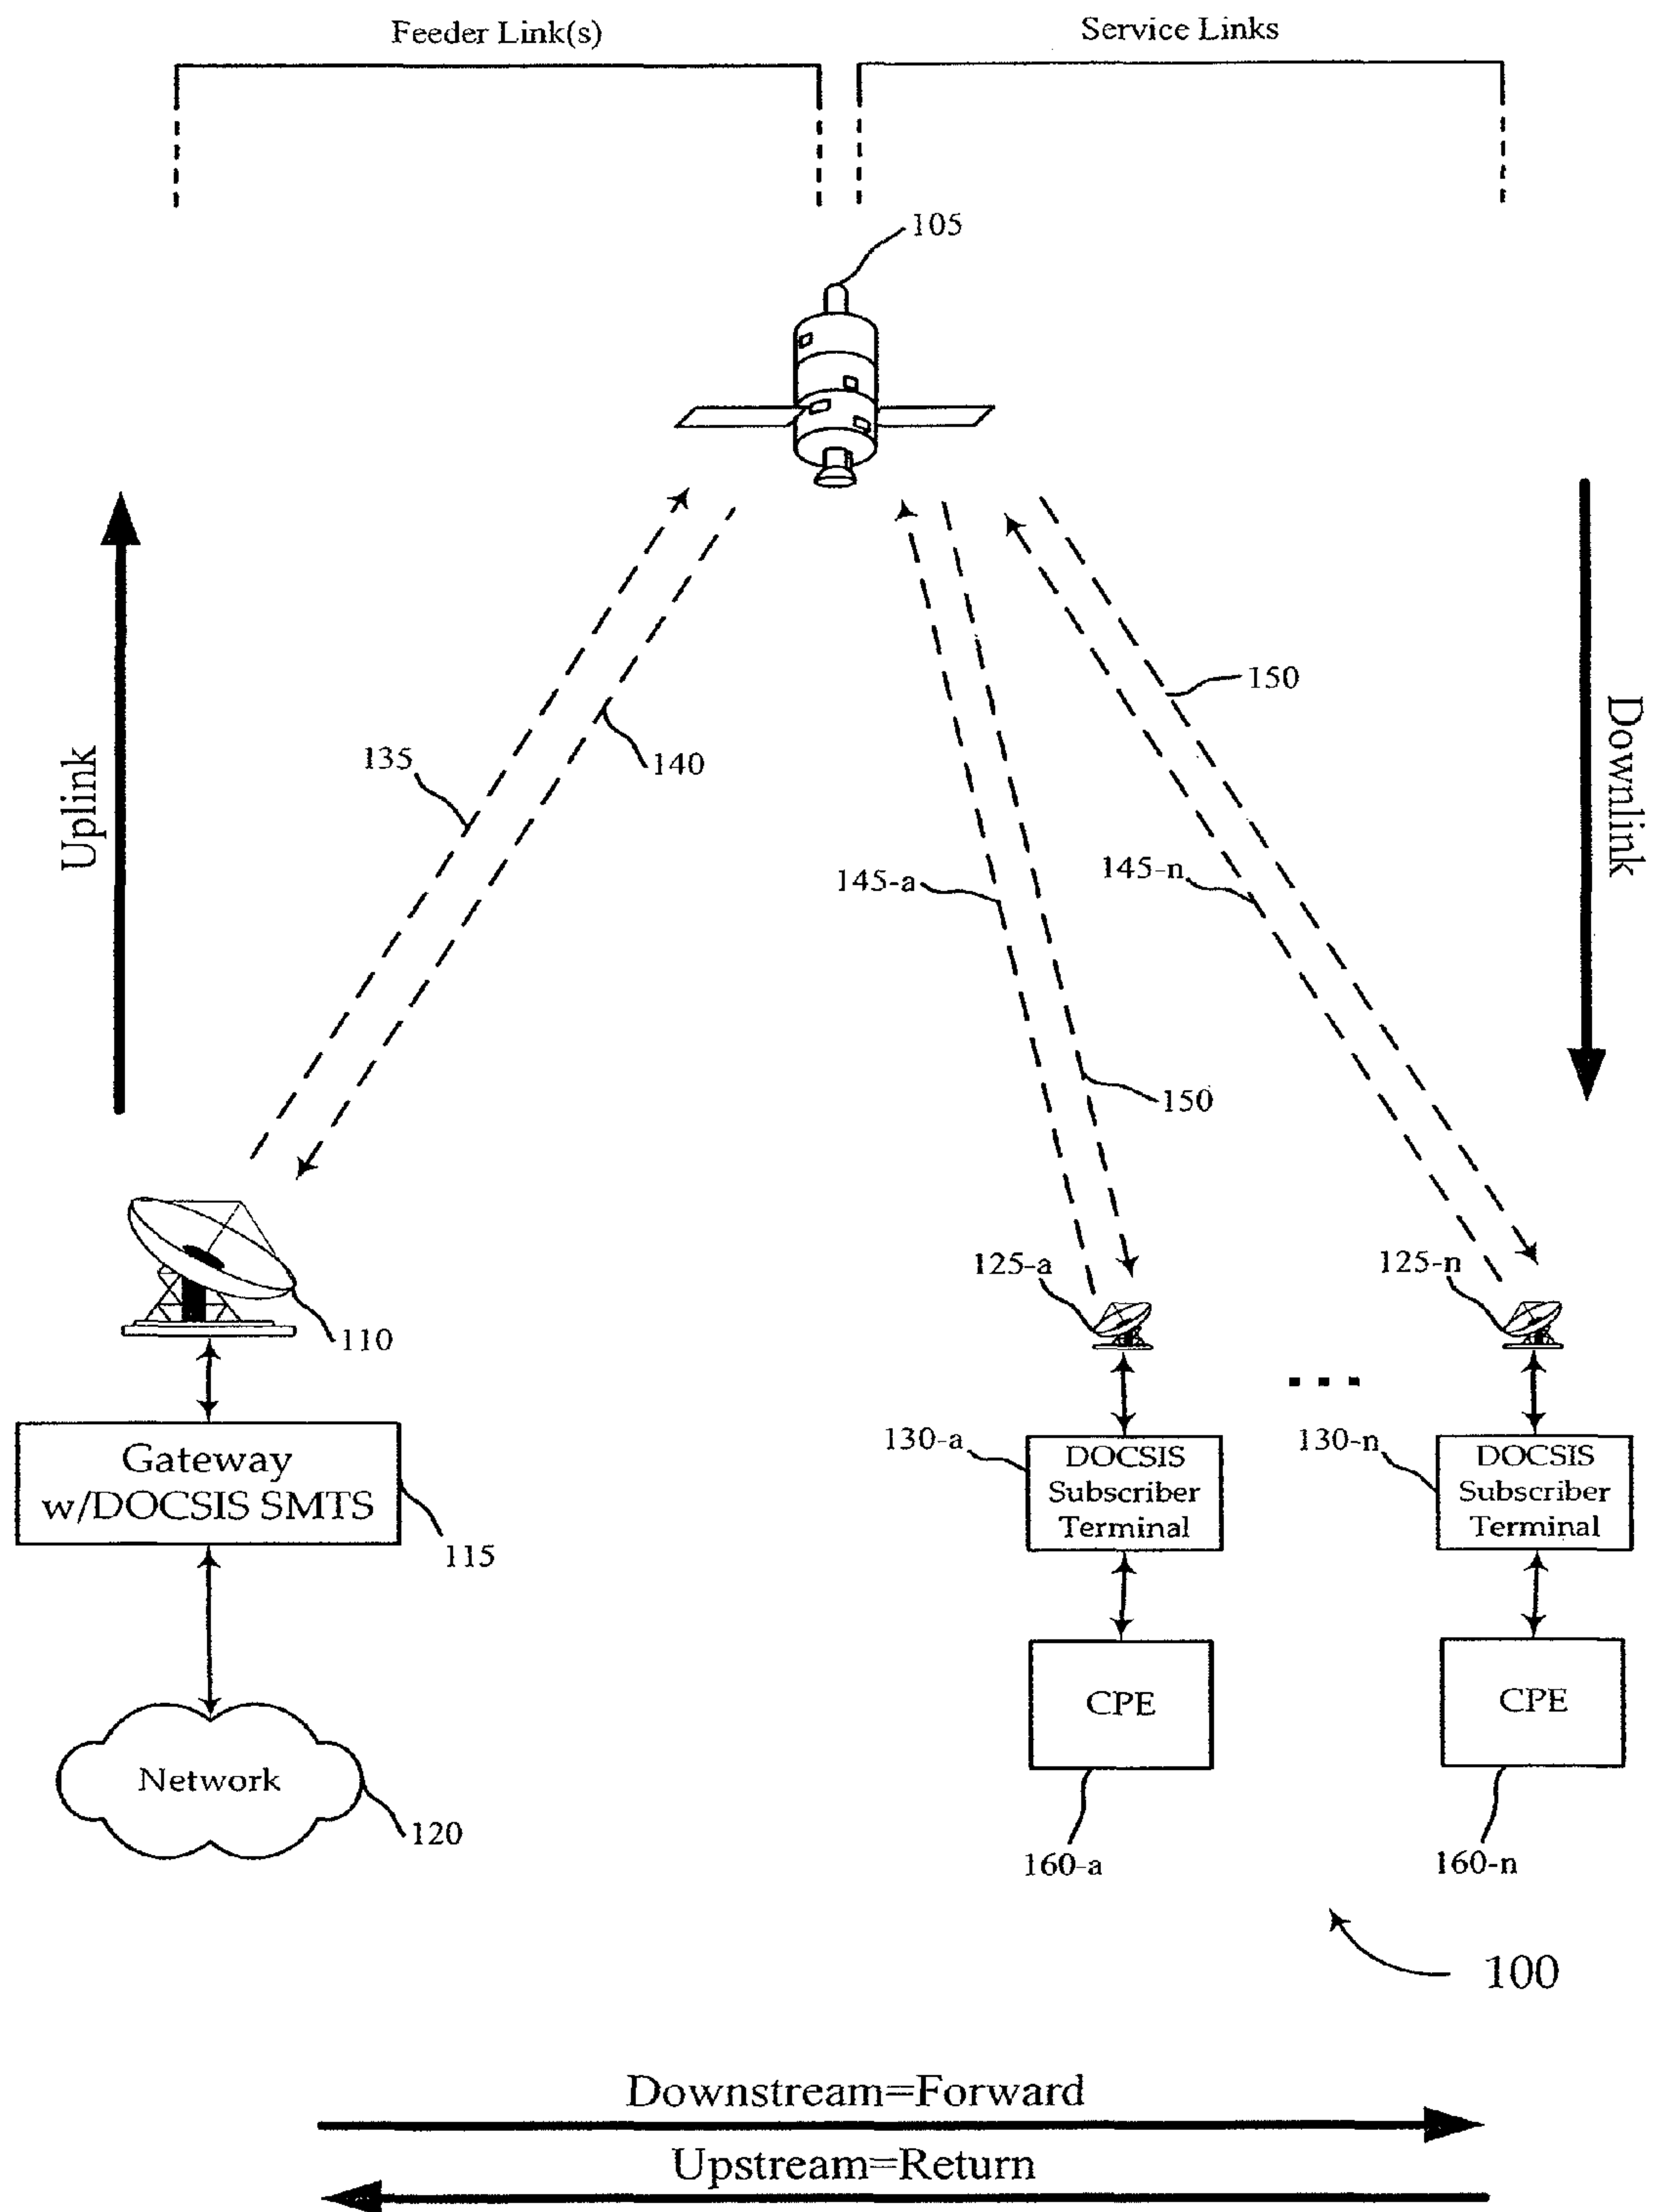 Feeder Link(s)
Service Links
105
150
135
140
Uplink
Downlink
145-a
145-n
150
125-a
125-n
110
130-a
130-n
Gateway
w/DOCSIS SMTS
DOCSIS
Subscriber
Terminal
DOCSIS
Subscriber
Terminal
115
CPE
CPE
Network
120
160-a
160-n
100
Downstream=Forward
Upstream=Return